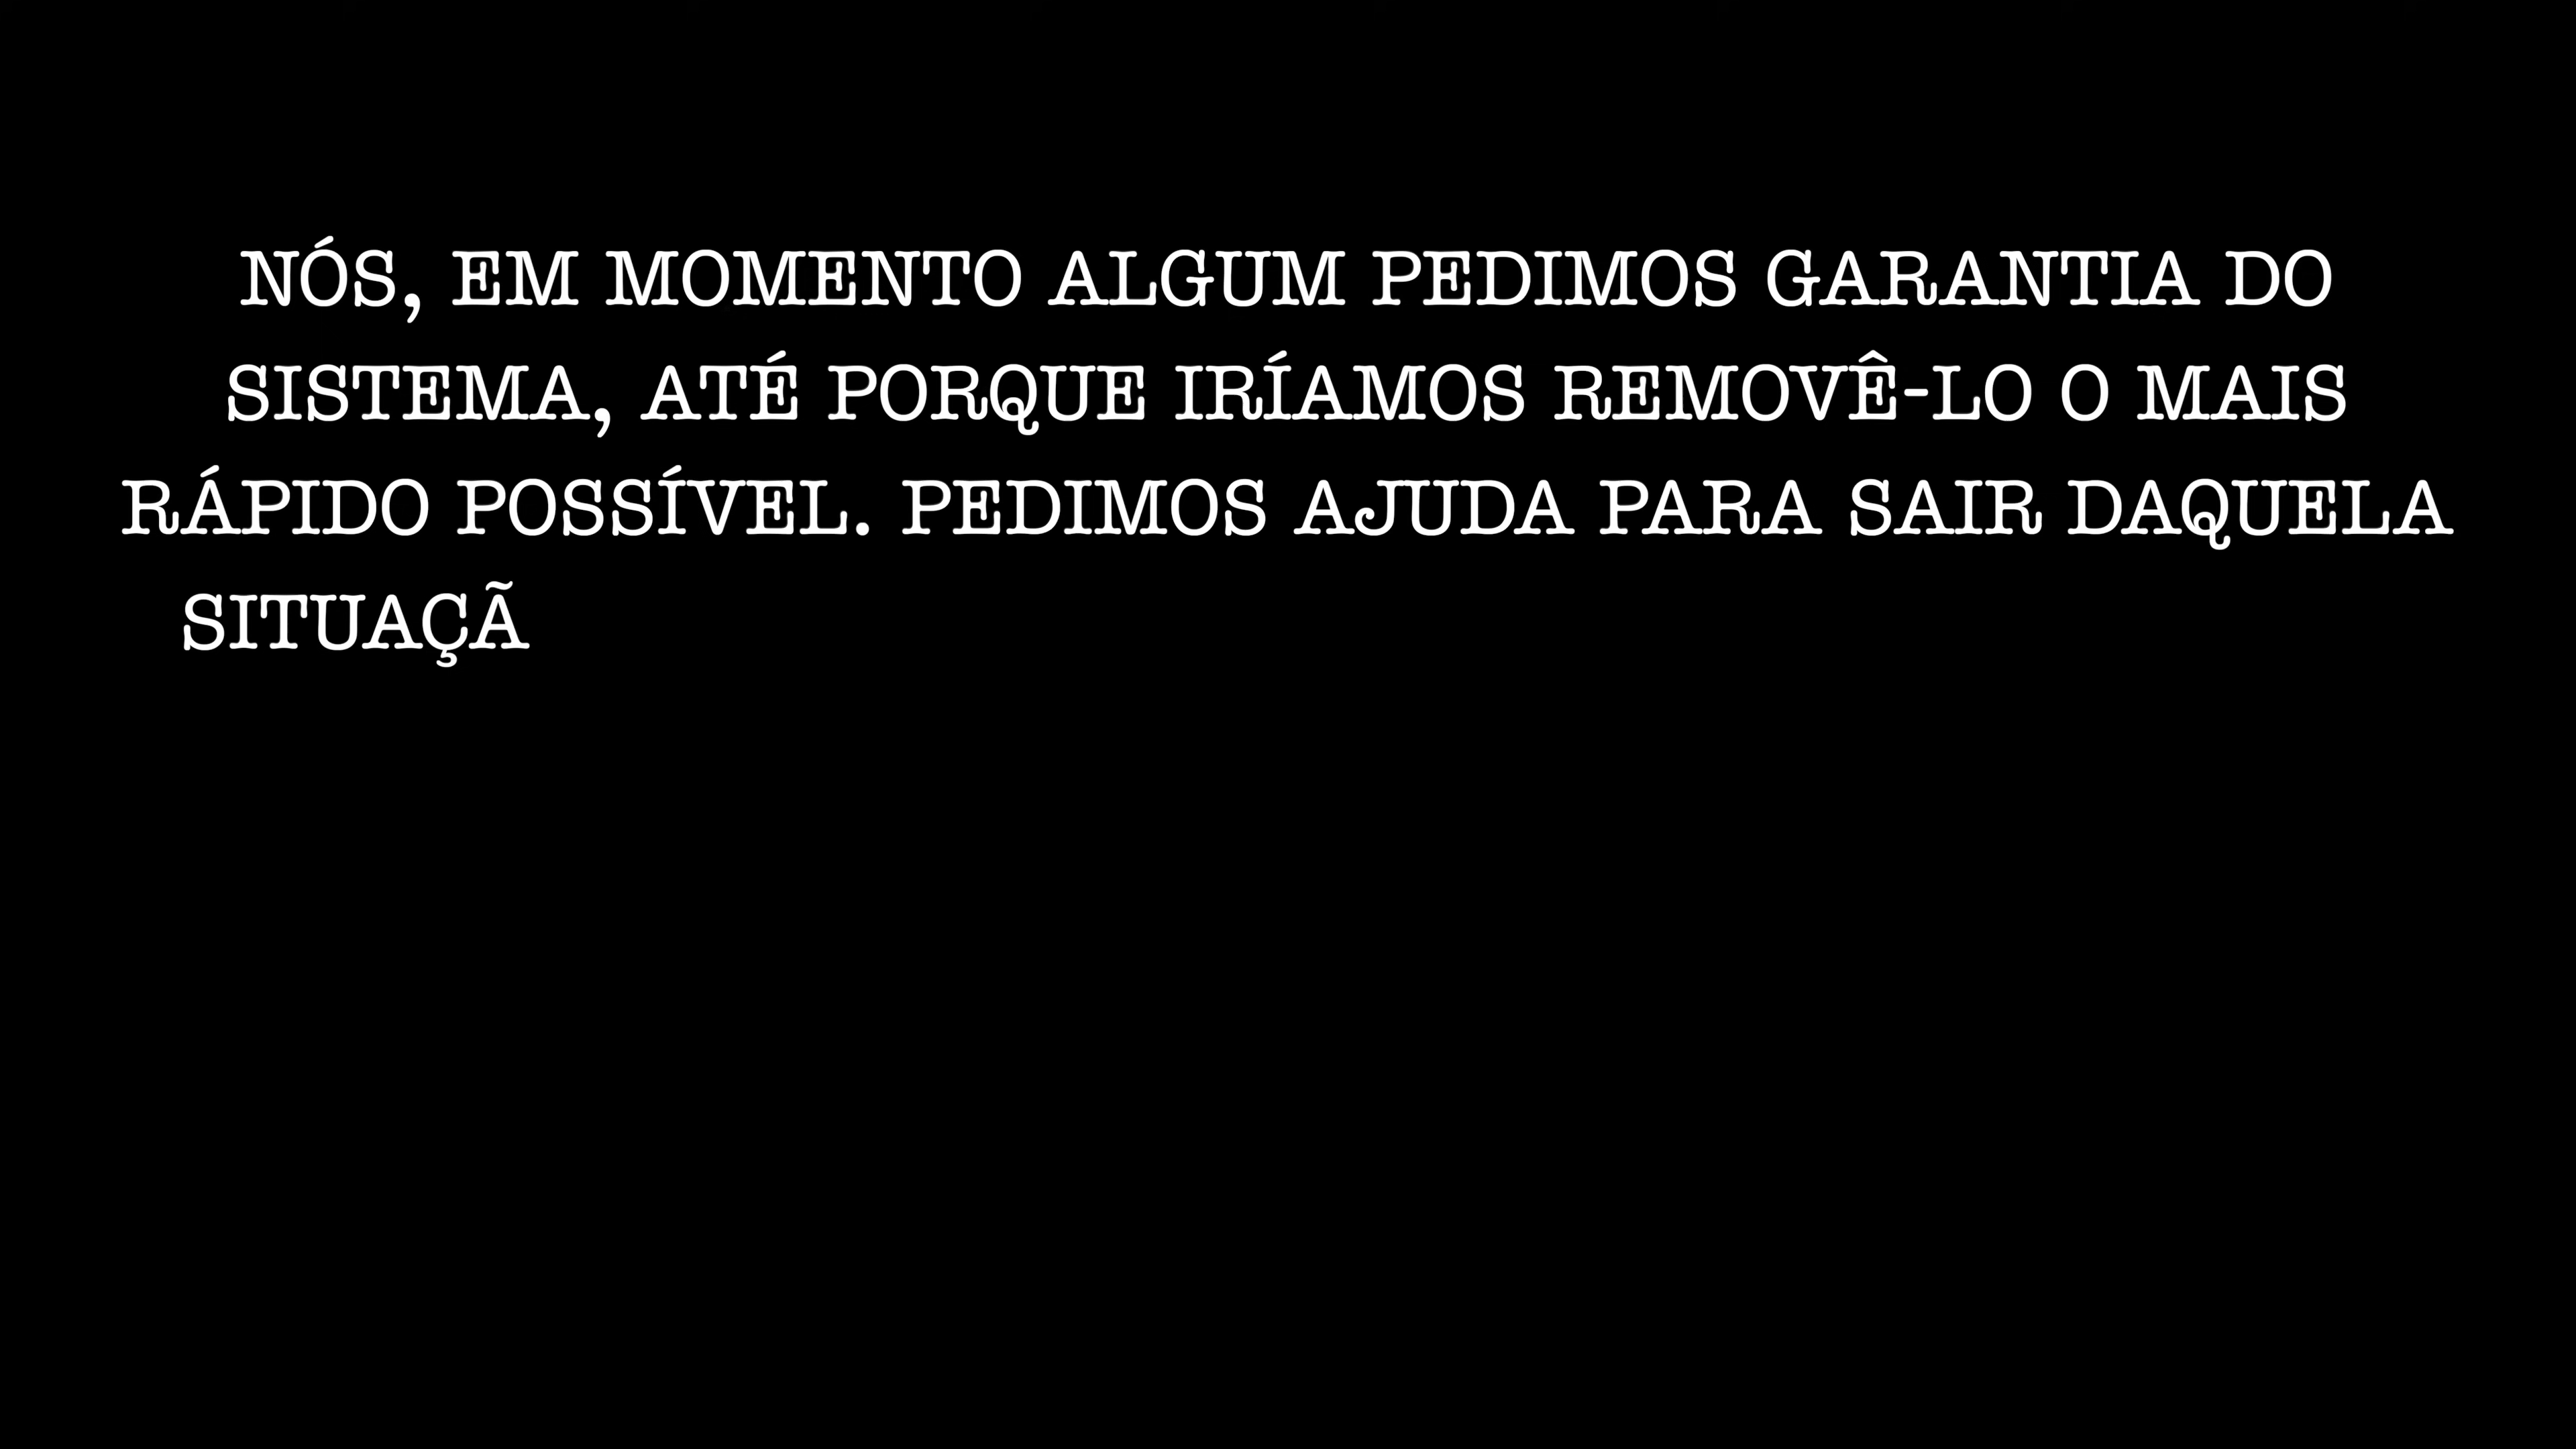 NÓS, EM MOMENTO ALGUM PEDIMOS GARANTIA DO
SISTEMA, ATÉ PORQUE IRÍAMOS REMOVÊ-LO O MAIS
RÁPIDO POSSÍVEL. PEDIMOS AJUDA PARA SAIR DAQUELA
SITUAÇÃ